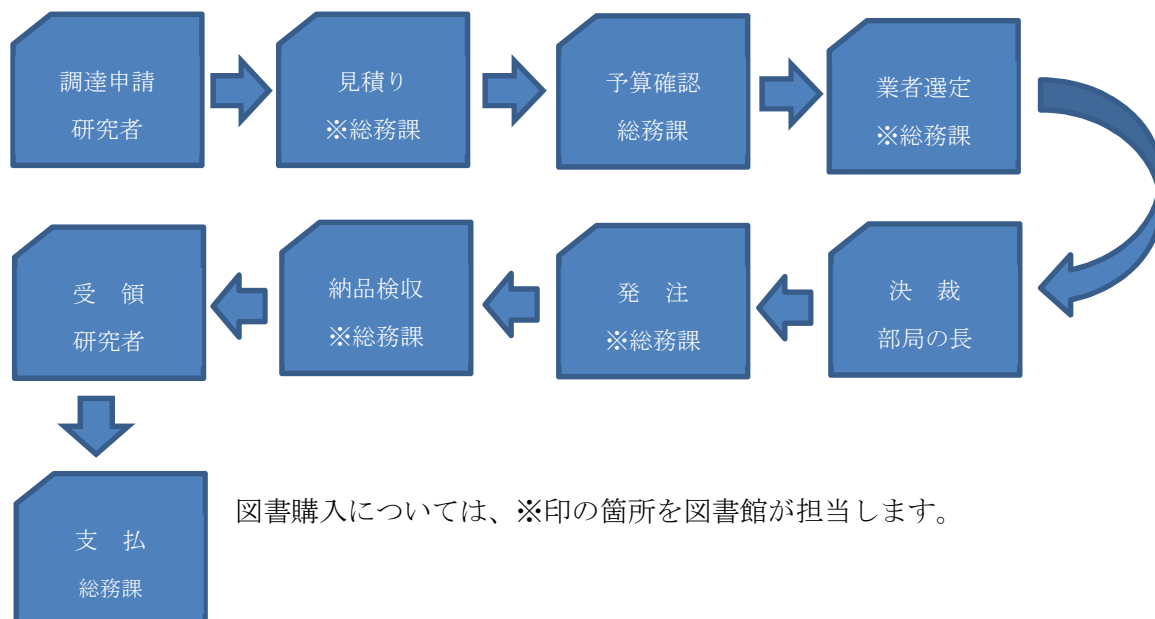 調達申請
研究者
見積り
※総務課
予算確認
総務課
業者選定
※総務課
決　裁
部局の長
発　注
※総務課
納品検収
※総務課
受　領
研究者
支　払
総務課
図書購入については、※印の箇所を図書館が担当します。